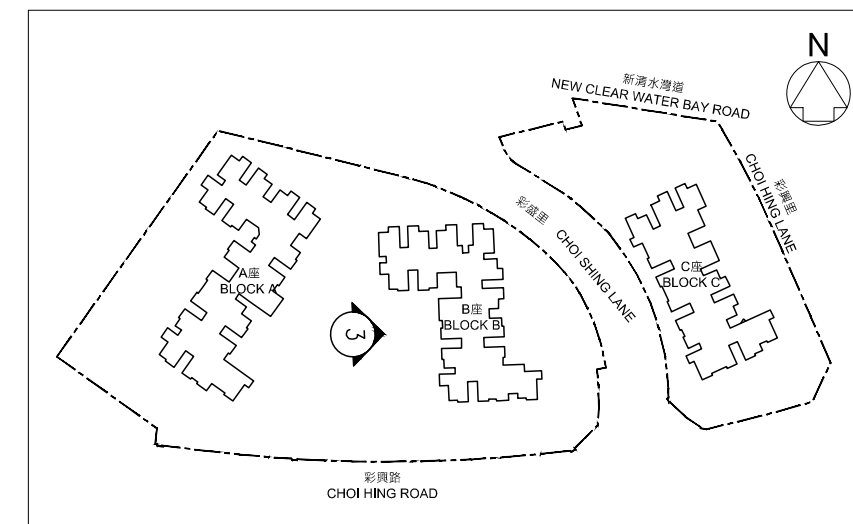 N
新清水灣道
NEW CLEAR WATER BAY ROAD
彩興里
CHOI HING LANE
彩盛里
CHOI SHING LANE
A座
BLOCK A
B座
BLOCK B
C座
BLOCK C
3
彩興路
CHOI HING ROAD